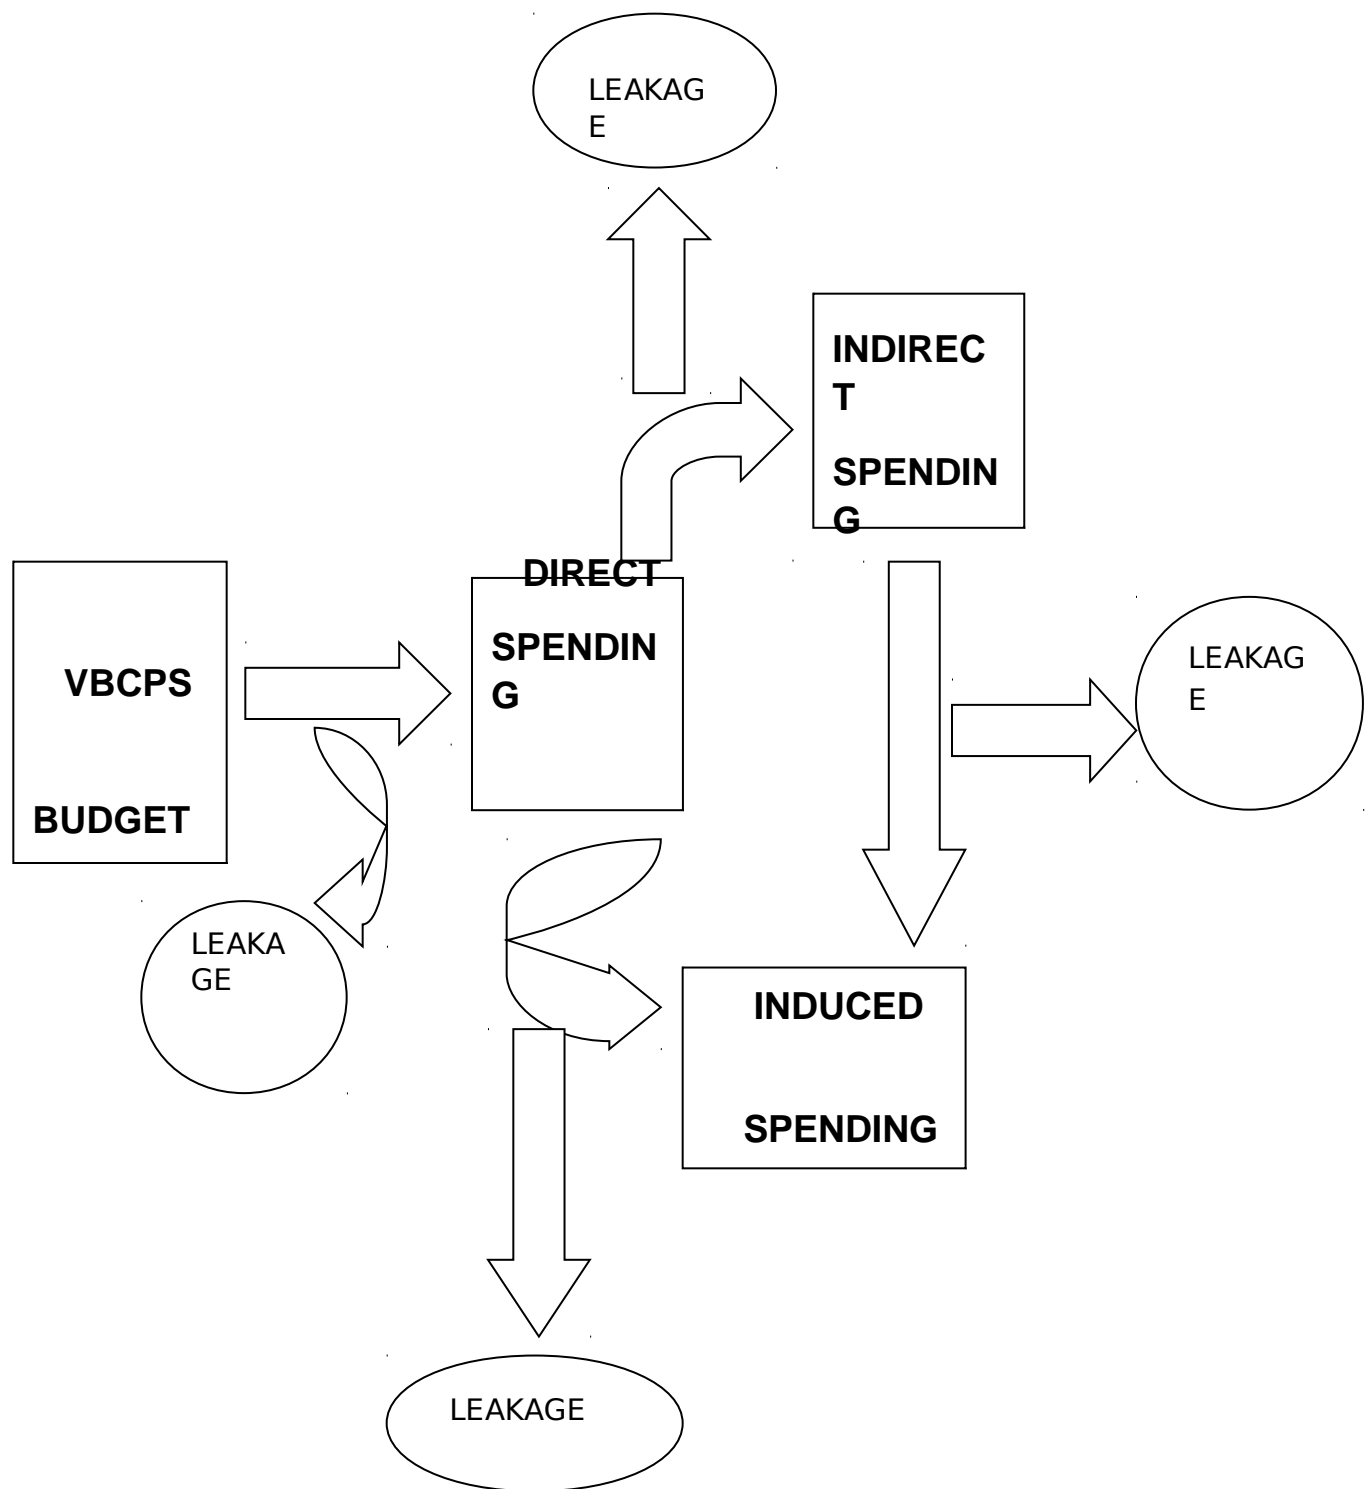 LEAKAG
E
INDIREC
T
SPENDIN
G
DIRECT
SPENDIN
G
VBCPS
BUDGET
LEAKAG
E
LEAKA
GE
INDUCED
SPENDING
LEAKAGE